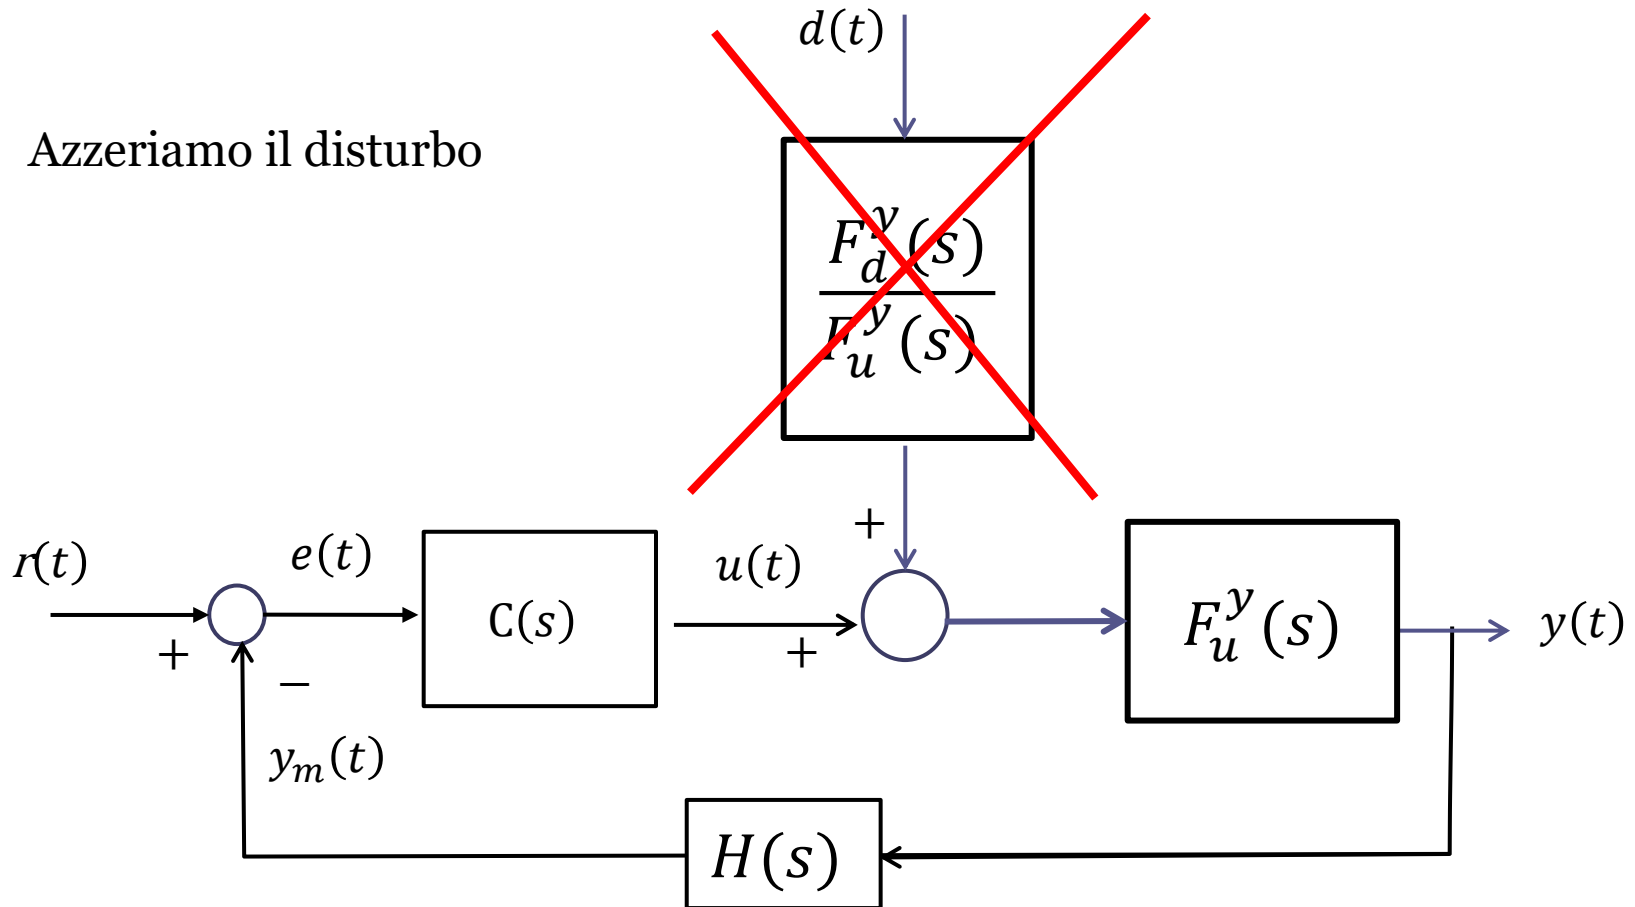 d(t)
Azzeriamo il disturbo
F_d^y(s)
F_u^y(s)
+
r(t)
e(t)
C(s)
u(t)
F_u^y(s)
y(t)
+
−
+
y_m(t)
H(s)